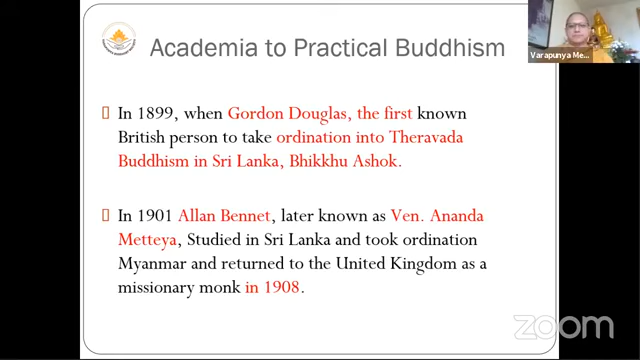 Academia to Practical Buddhism
Varapunya Me...
In 1899, when Gordon Douglas, the first known
British person to take ordination into Theravada
Buddhism in Sri Lanka, Bhikkhu Ashok.
In 1901 Allan Bennet, later known as Ven. Ananda
Metteya, Studied in Sri Lanka and took ordination
Myanmar and returned to the United Kingdom as a
missionary monk in 1908.
zoom